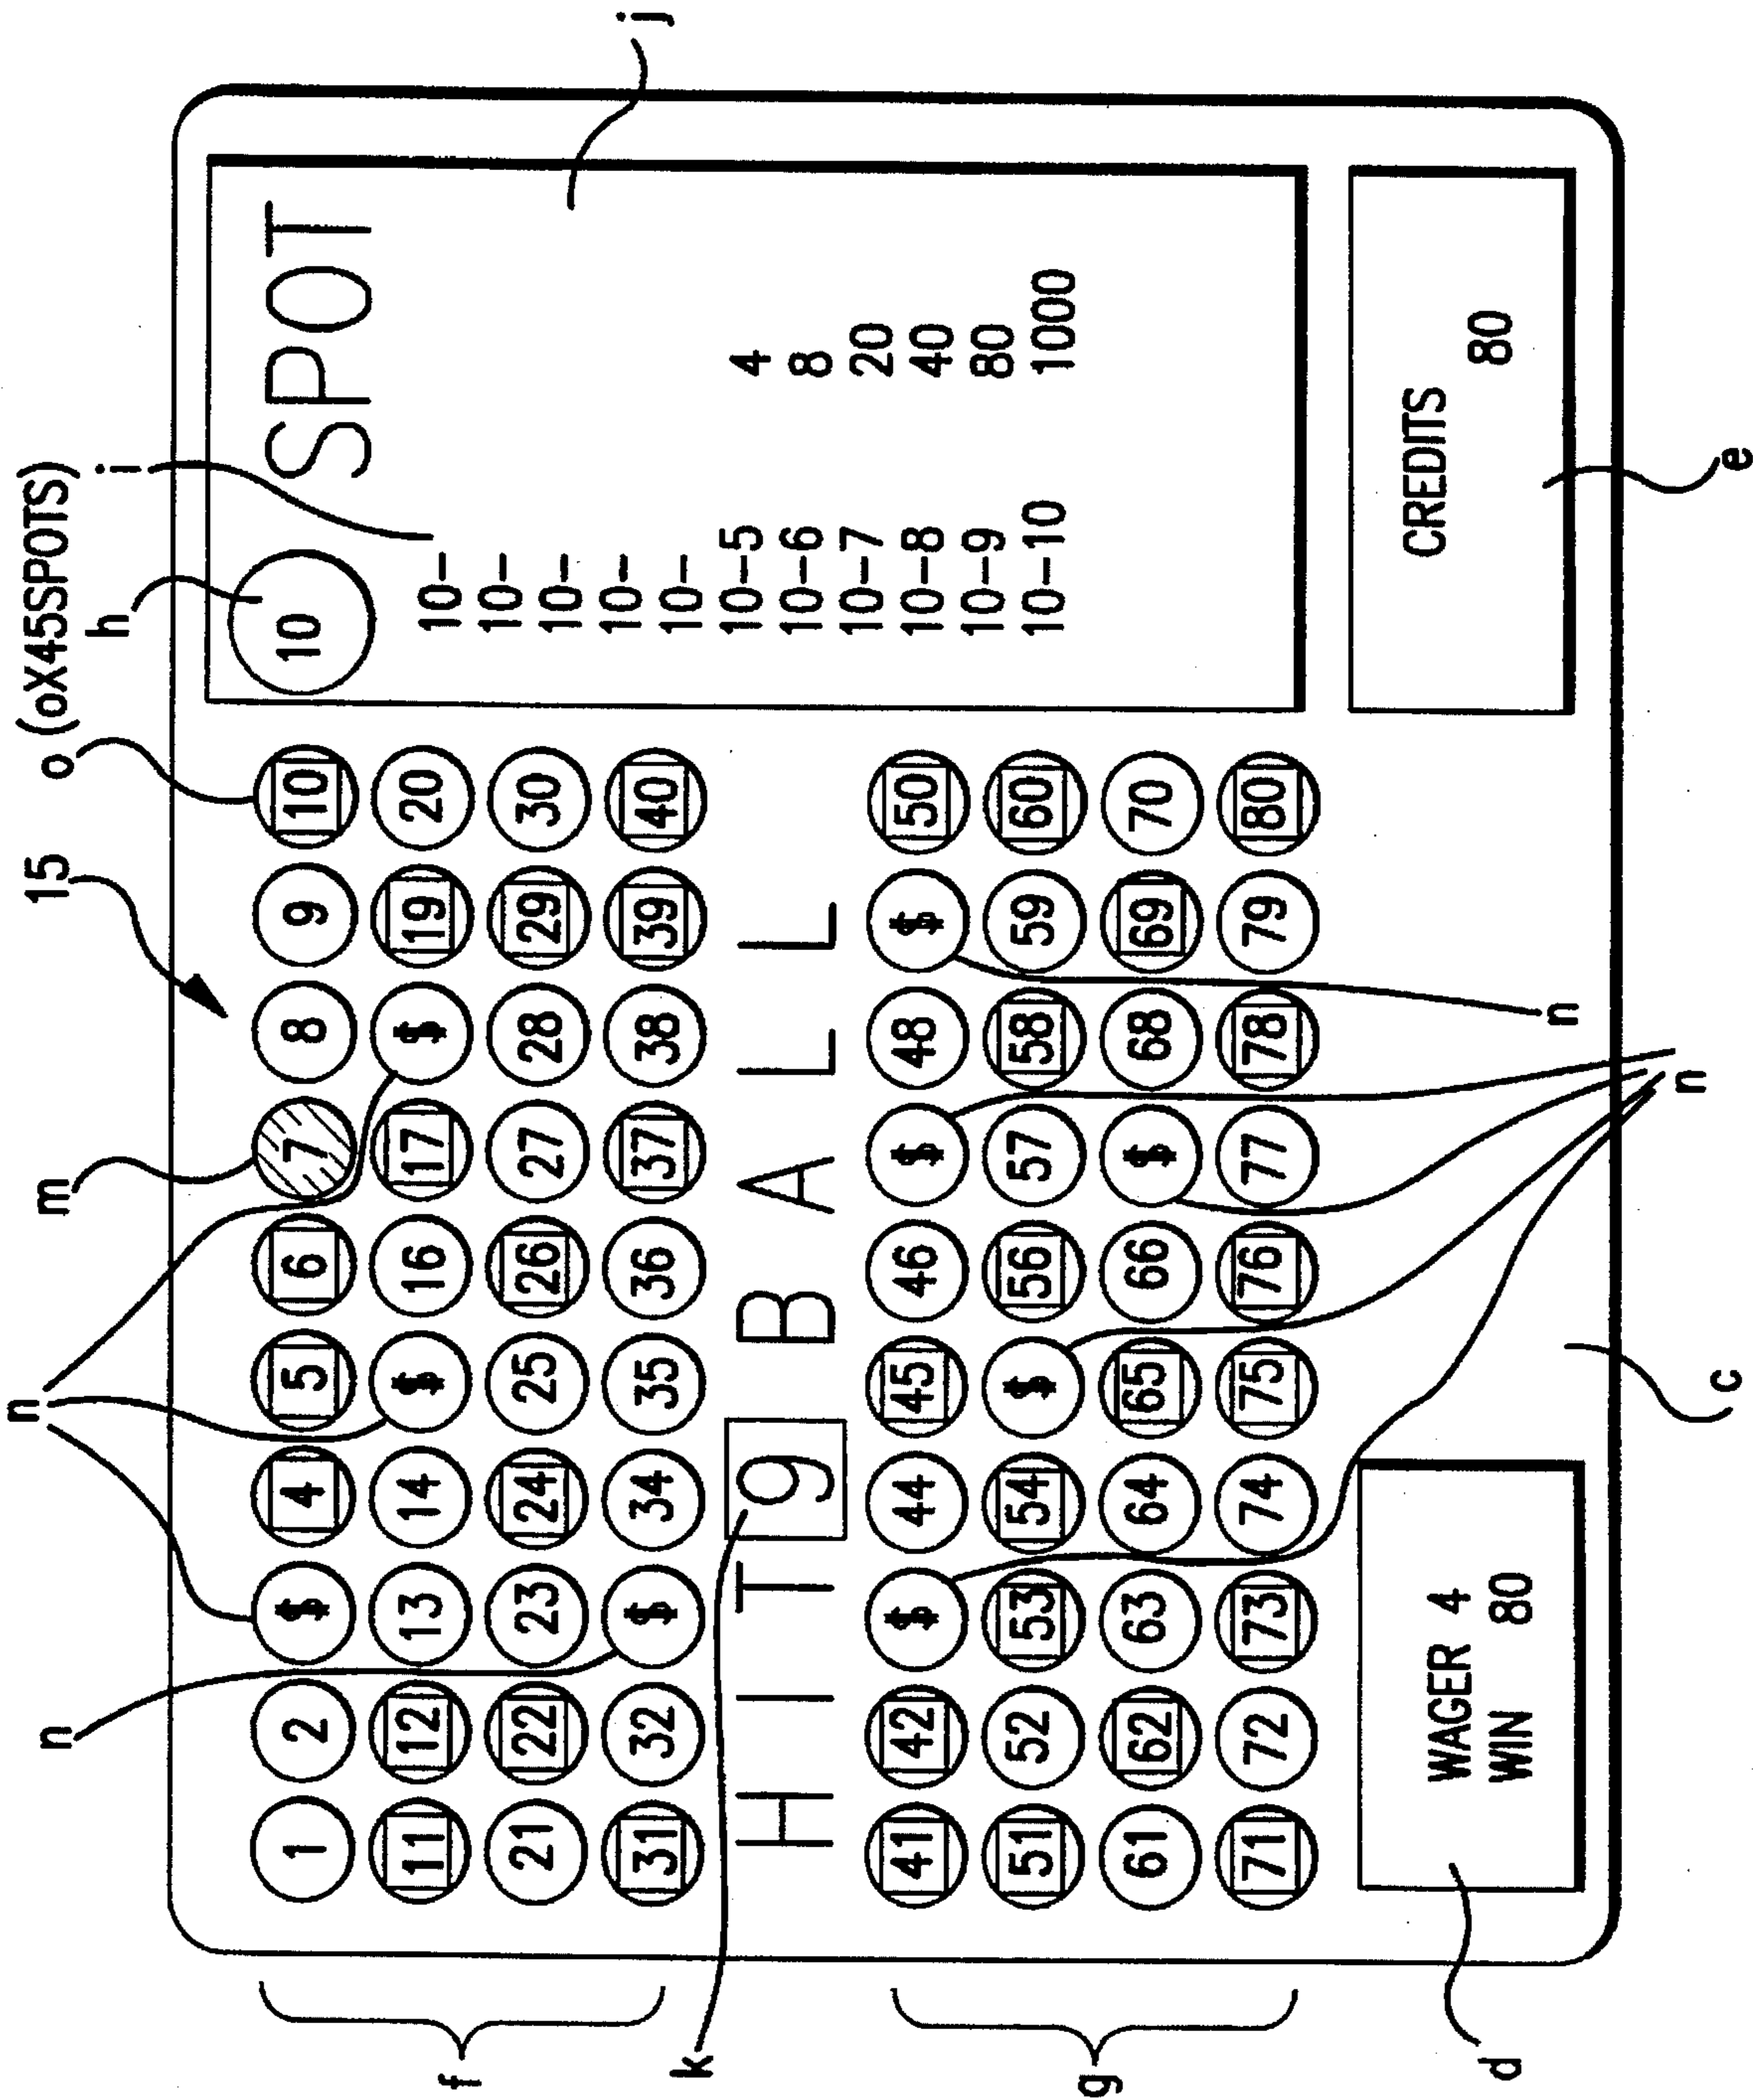 15 o (oX45SPOTS)
n m h i j
n
1 2 $ 4 5 6 7 8 9 10
11 12 13 14 $ 16 17 $ 19 20
21 22 23 24 25 26 27 28 29 30
31 32 $ 34 35 36 37 38 39 40
HIT 9 BALL
41 42 $ 44 45 46 $ 48 $ 50
51 52 53 54 $ 56 57 58 59 60
61 62 63 64 65 66 $ 68 69 70
71 72 73 74 75 76 77 78 79 80
10 SPOT
10-
10-
10-
10-
10-
10-5 4
10-6 8
10-7 20
10-8 40
10-9 80
10-10 1000
WAGER 4
WIN 80
CREDITS
80
f
k
g
n
n
d c e